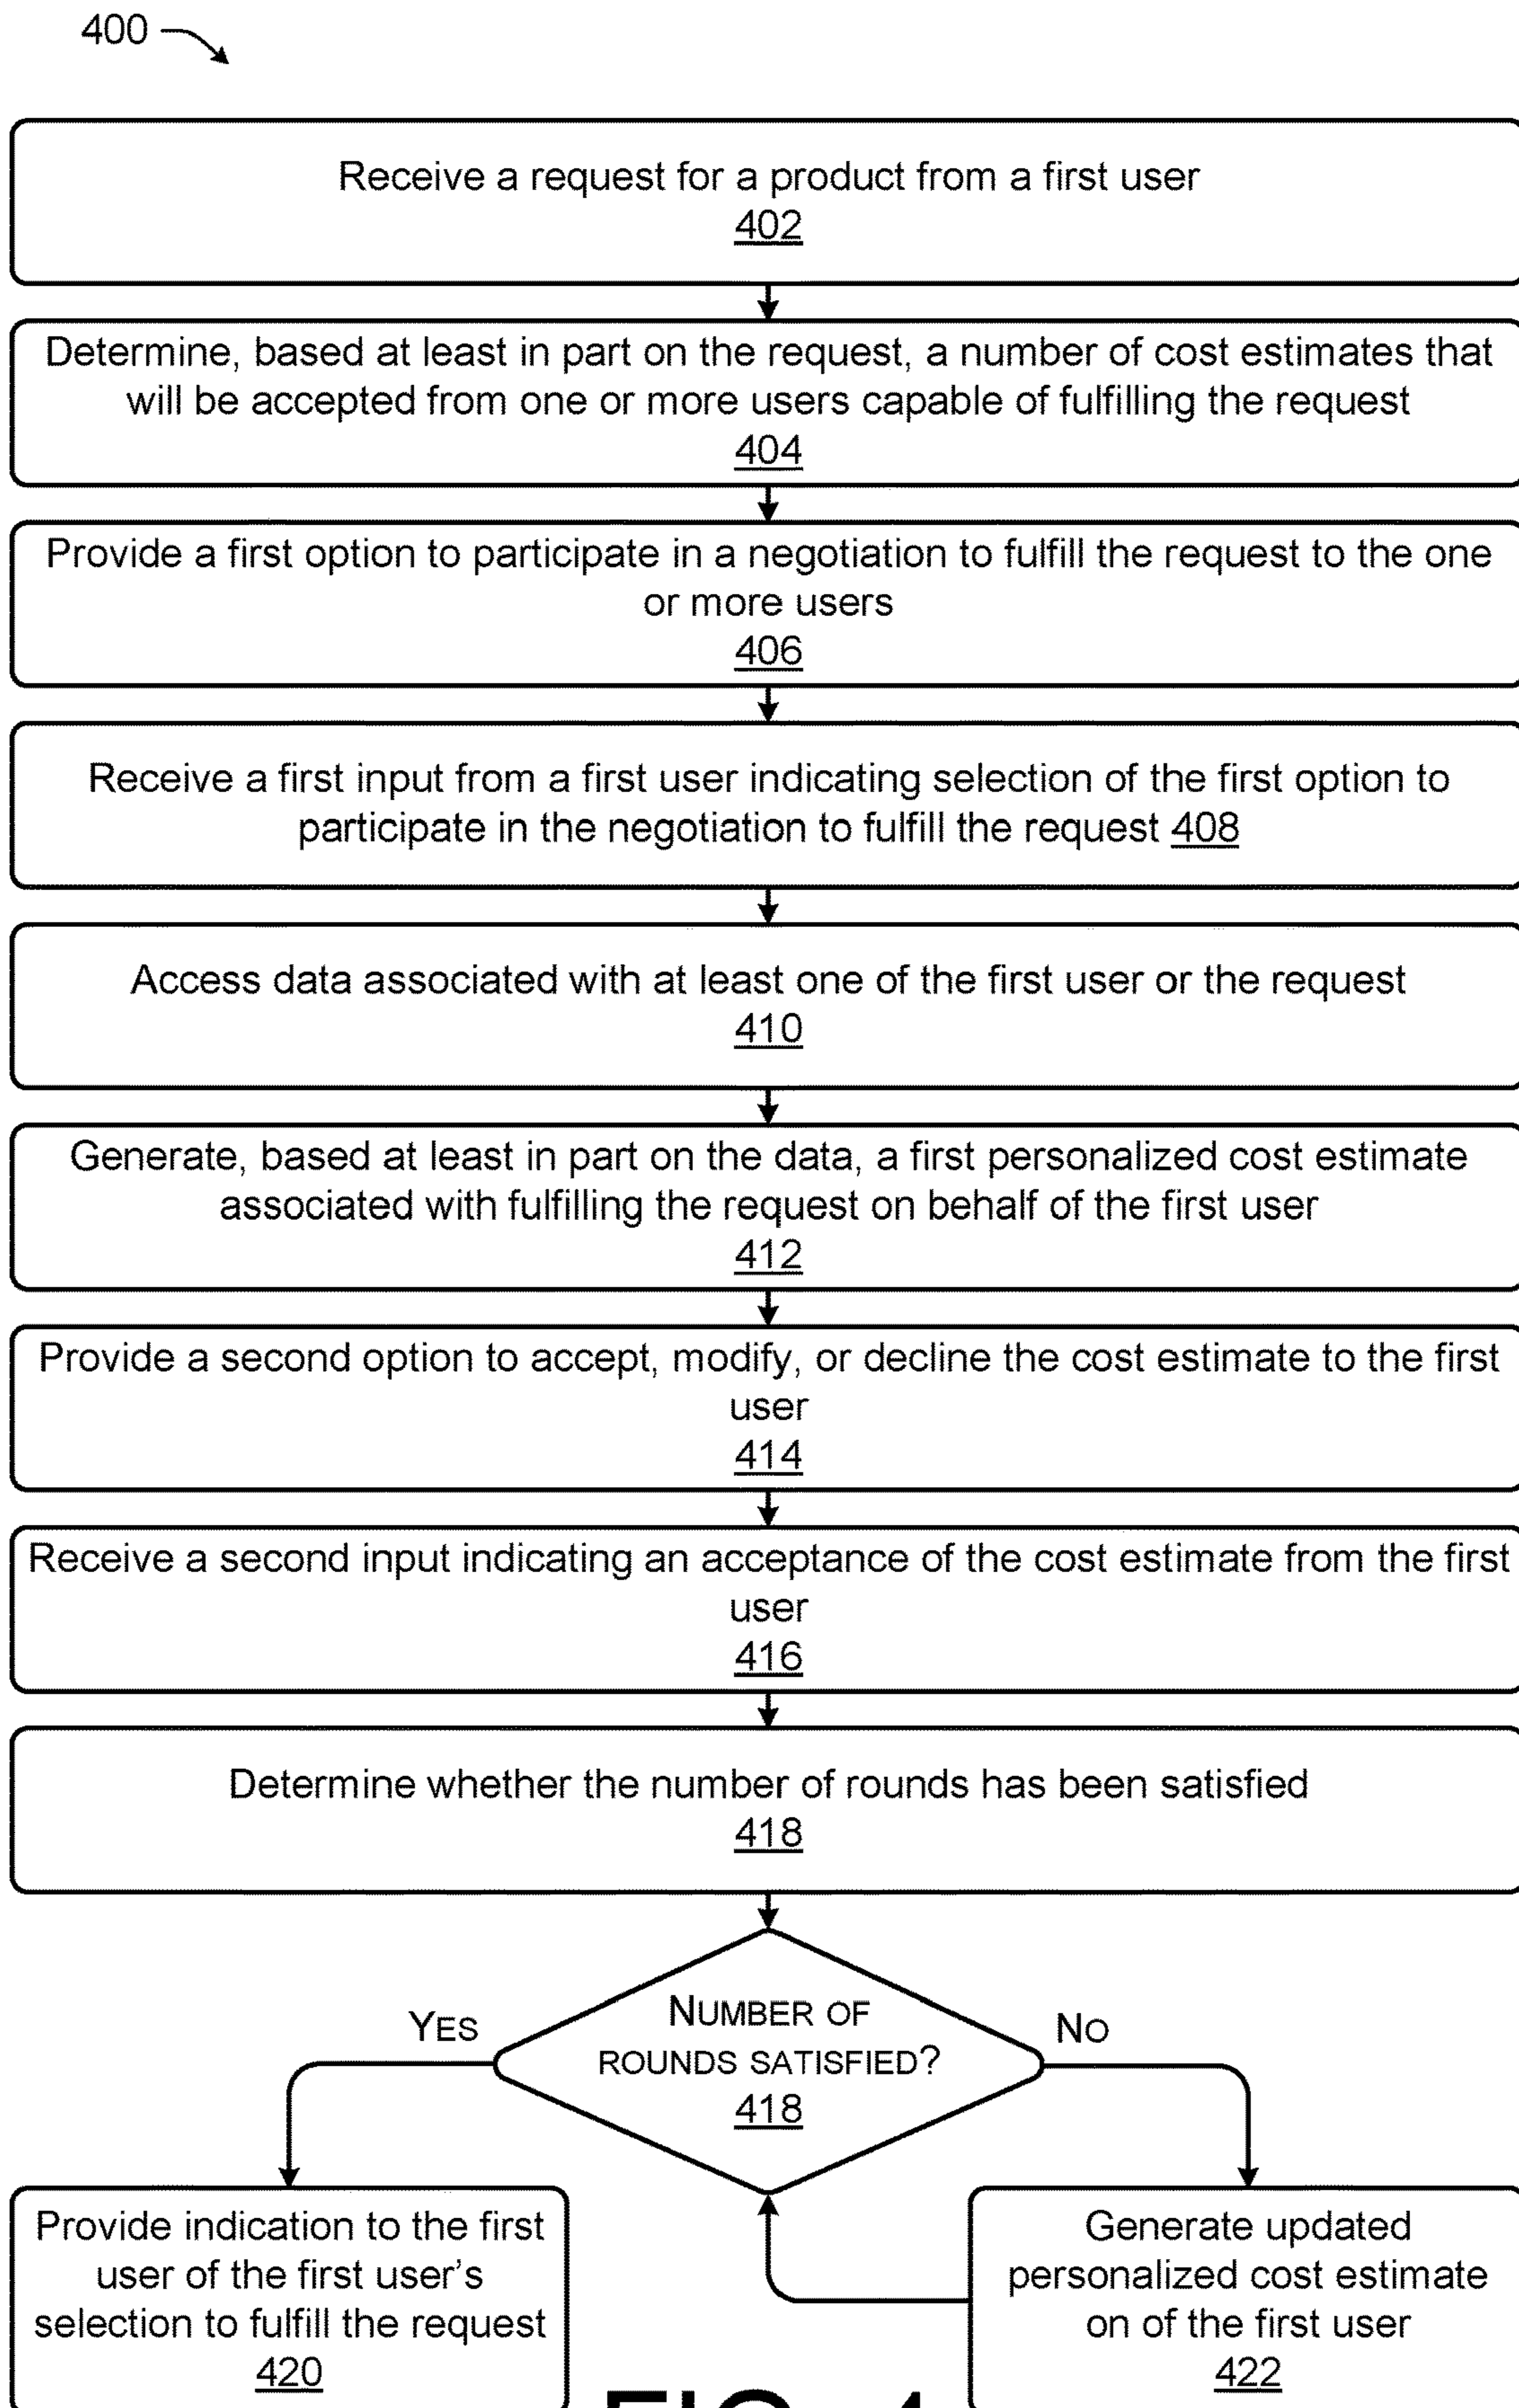 400
Receive a request for a product from a first user
402
Determine, based at least in part on the request, a number of cost estimates that
will be accepted from one or more users capable of fulfilling the request
404
Provide a first option to participate in a negotiation to fulfill the request to the one
or more users
406
Receive a first input from a first user indicating selection of the first option to
participate in the negotiation to fulfill the request 408
Access data associated with at least one of the first user or the request
410
Generate, based at least in part on the data, a first personalized cost estimate
associated with fulfilling the request on behalf of the first user
412
Provide a second option to accept, modify, or decline the cost estimate to the first
user
414
Receive a second input indicating an acceptance of the cost estimate from the first
user
416
Determine whether the number of rounds has been satisfied
418
YES
NUMBER OF
ROUNDS SATISFIED?
418
NO
Provide indication to the first
user of the first user's
selection to fulfill the request
420
Generate updated
personalized cost estimate
on of the first user
422